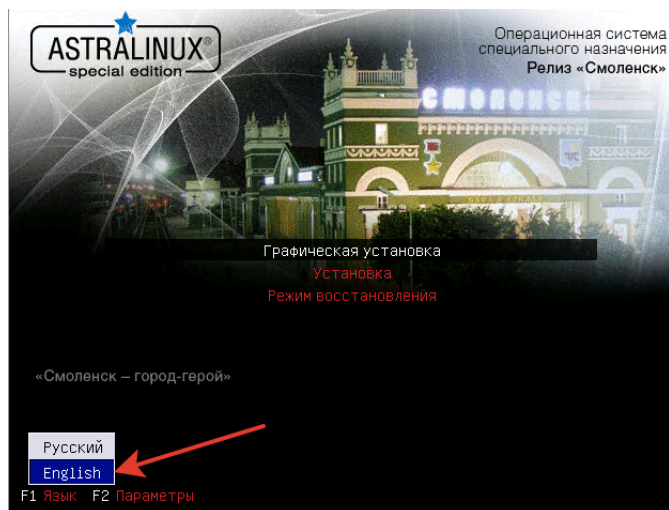 ASTRALINUX®
special edition
Операционная система
специального назначения
Релиз «Смоленск»
СМОЛЕНСК
Графическая установка
Установка
Режим восстановления
«Смоленск – город-герой»
Русский
English
F1 Язык F2 Параметры